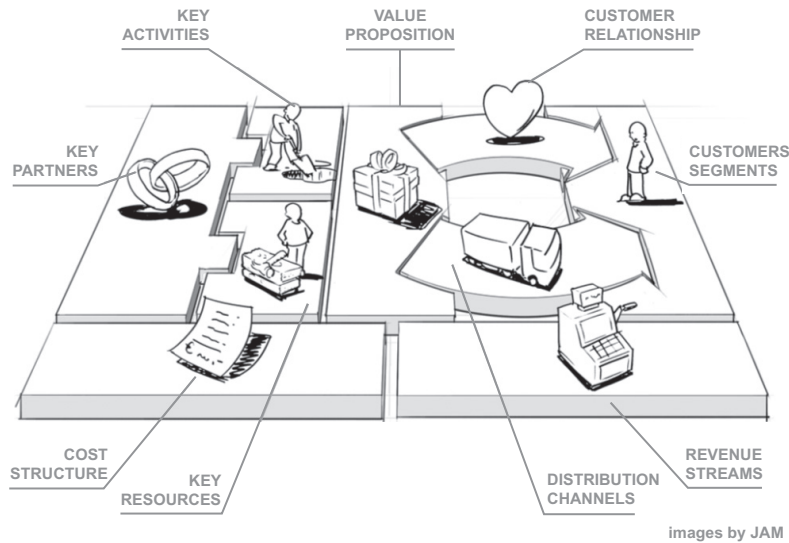 KEY
ACTIVITIES
VALUE
PROPOSITION
CUSTOMER
RELATIONSHIP
KEY
PARTNERS
CUSTOMERS
SEGMENTS
COST
STRUCTURE
KEY
RESOURCES
DISTRIBUTION
CHANNELS
REVENUE
STREAMS
images by JAM